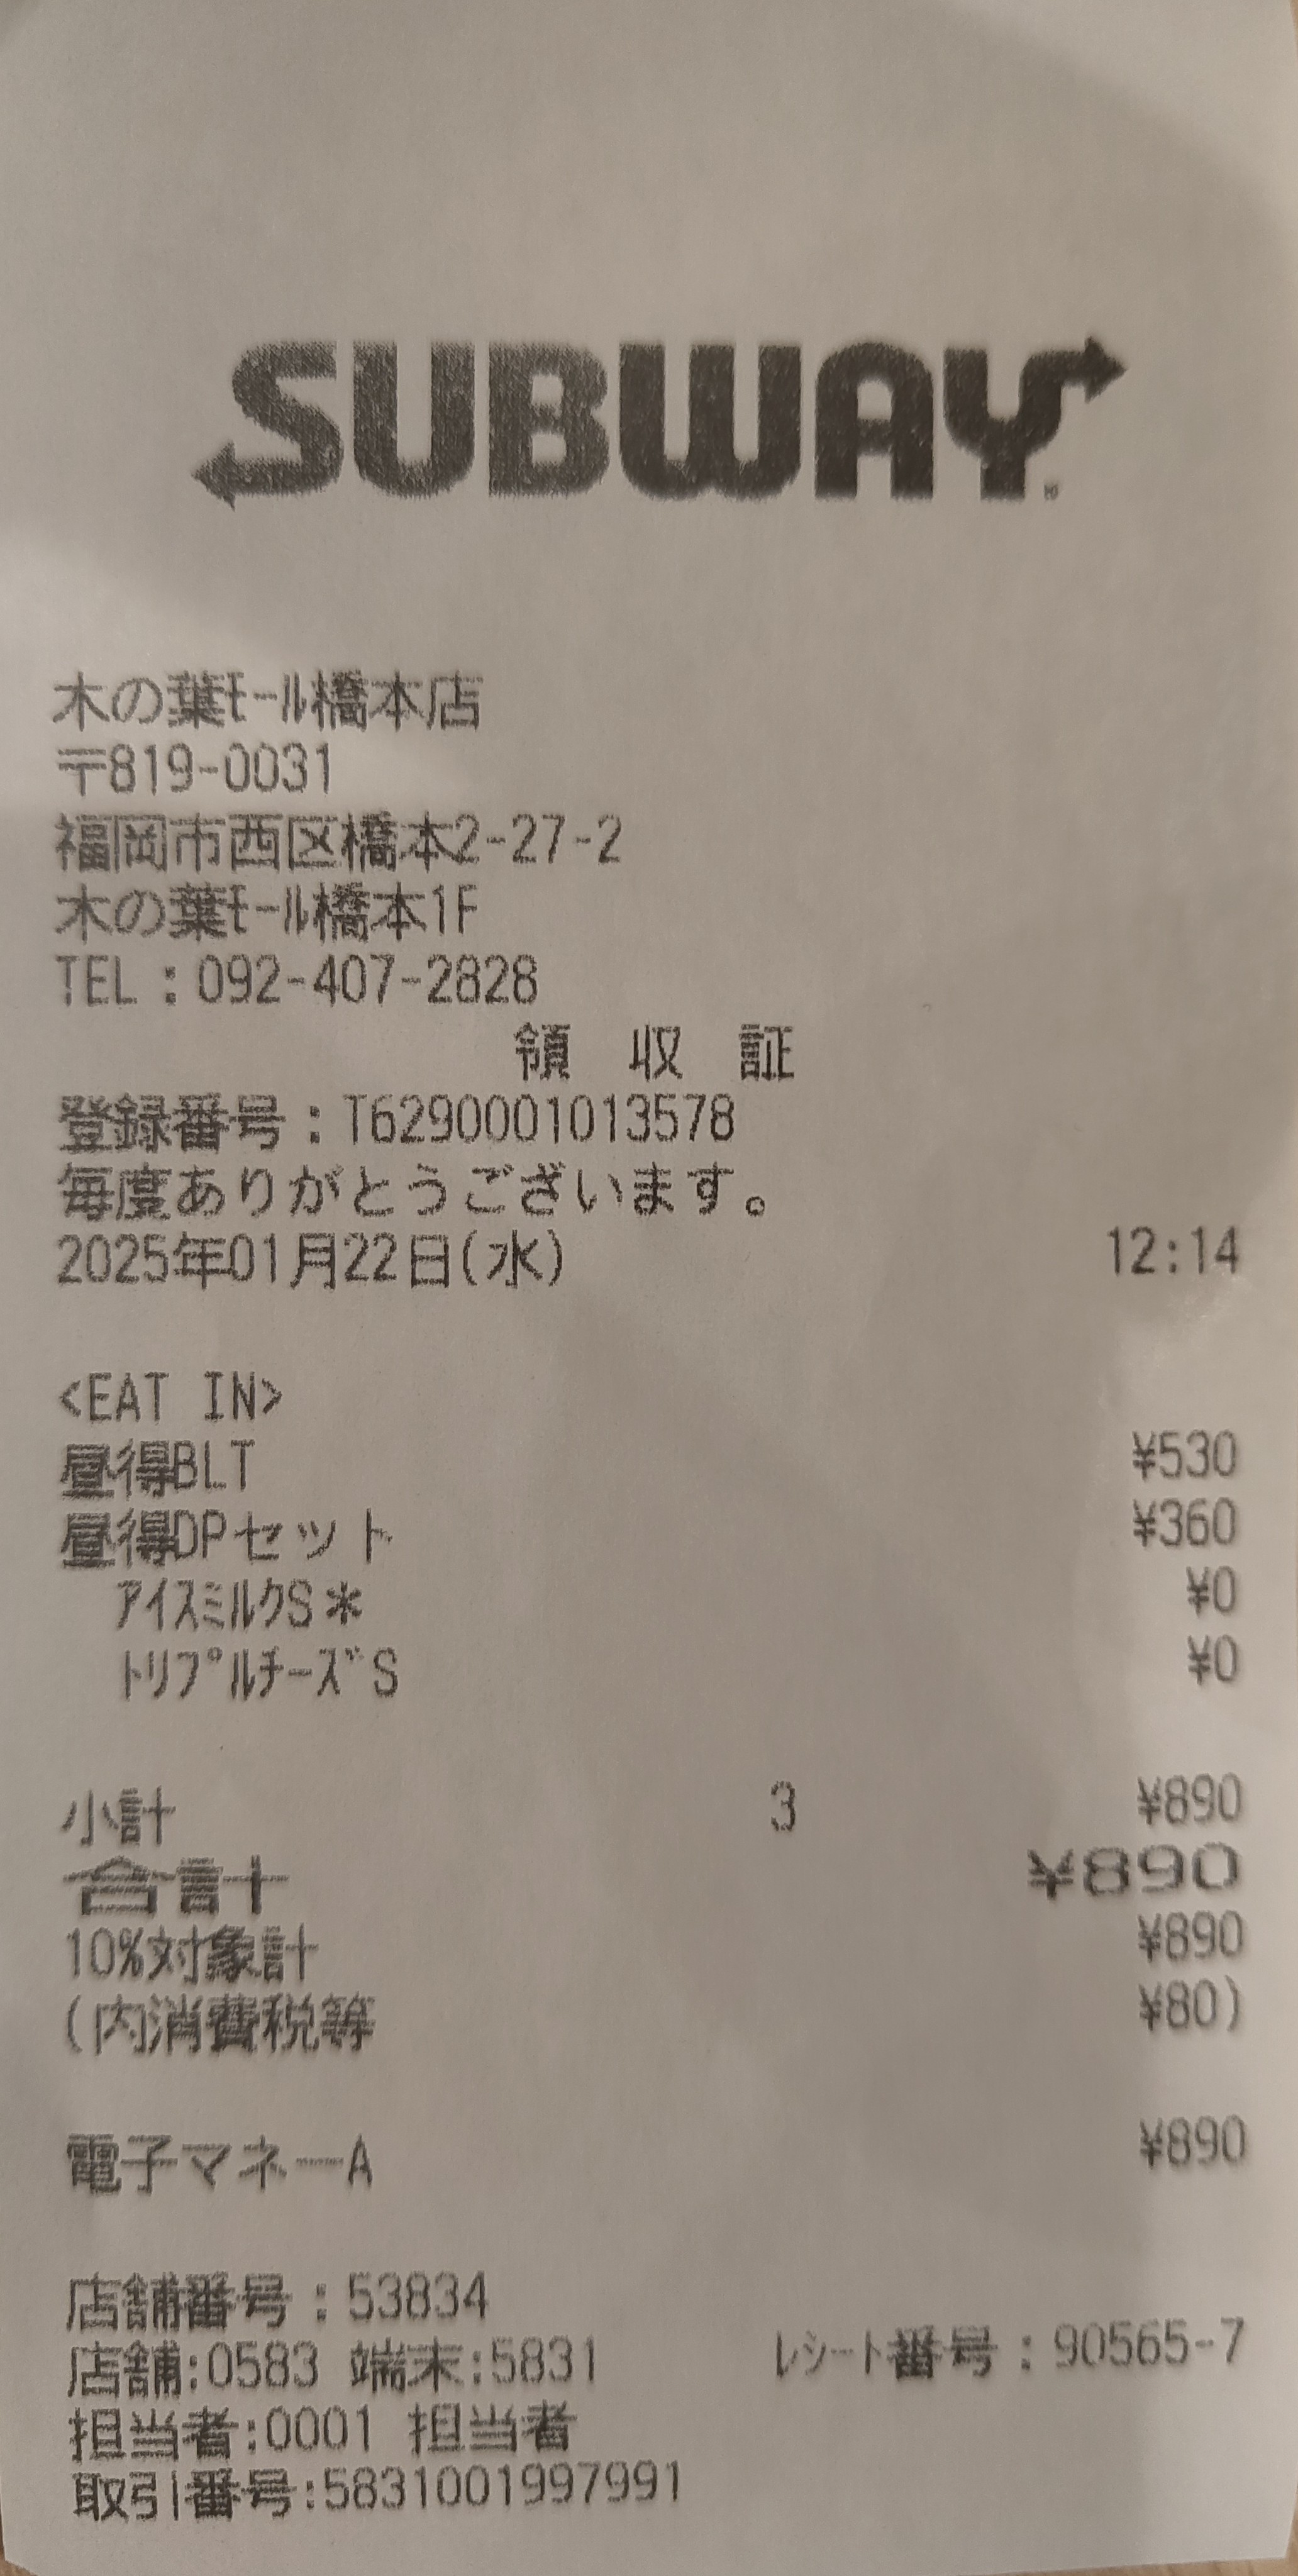 SUBWAY
木の葉ﾓｰﾙ橋本店
〒819-0031
福岡市西区橋本2-27-2
木の葉ﾓｰﾙ橋本1F
TEL：092-407-2828
領 収 証
登録番号：T6290001013578
毎度ありがとうございます。
2025年01月22日(水) 12:14
<EAT IN>
昼得BLT ¥530
昼得DPセット ¥360
ｱｲｽﾐﾙｸS＊ ¥0
ﾄﾘﾌﾟﾙﾁｰｽﾞS ¥0
小計 3 ¥890
合計 ¥890
10%対象計 ¥890
(内消費税等 ¥80)
電子マネーA ¥890
店舗番号：53834
店舗:0583 端末:5831 ﾚｼｰﾄ番号：90565-7
担当者:0001 担当者
取引番号:5831001997991